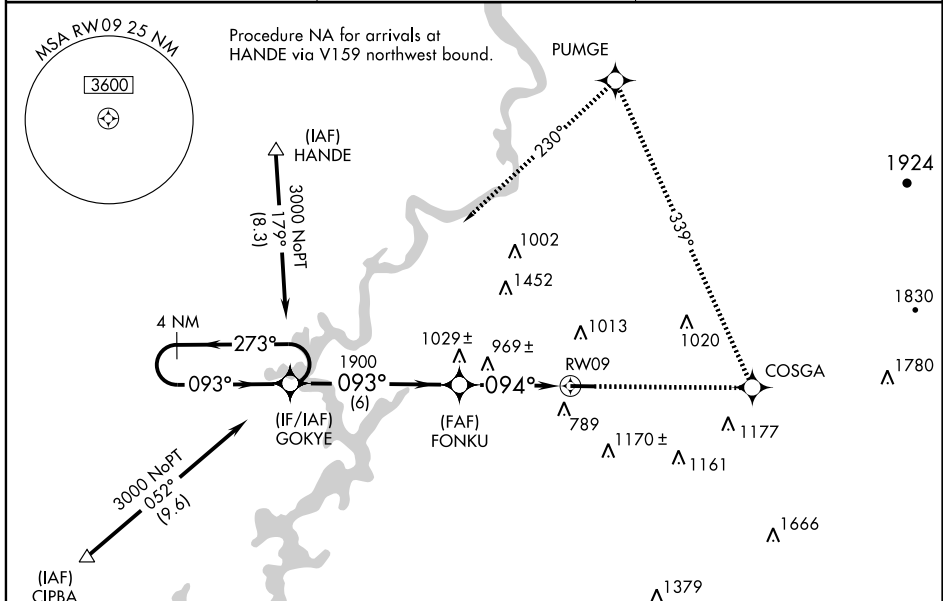 MSA RW09 25 NM
3600
Procedure NA for arrivals at
HANDE via V159 northwest bound.
PUMGE
(IAF)
HANDE
230°
1924
3000 NoPT
179°
(8.3)
339°
1002
1452
1830
4 NM
273°
1029±
969±
1013
1020
1780
093°
1900
093°
(6)
094°
RW09
COSGA
(IF/IAF)
GOKYE
(FAF)
FONKU
789
1170±
1161
1177
3000 NoPT
052°
(9.6)
1666
(IAF)
CIPBA
1379